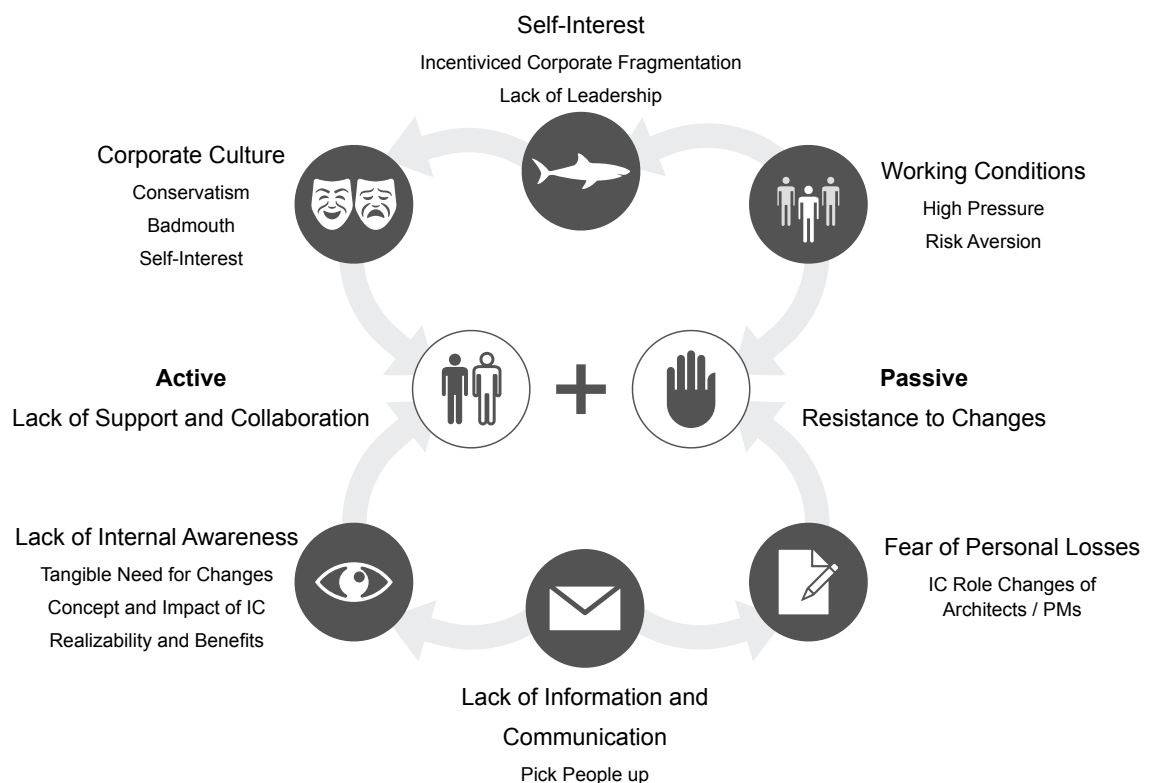 Self-Interest
Incentiviced Corporate Fragmentation
Lack of Leadership
Corporate Culture
Conservatism
Badmouth
Self-Interest
Working Conditions
High Pressure
Risk Aversion
Active
Lack of Support and Collaboration
Passive
Resistance to Changes
Lack of Internal Awareness
Tangible Need for Changes
Concept and Impact of IC
Realizability and Benefits
Fear of Personal Losses
IC Role Changes of
Architects / PMs
Lack of Information and
Communication
Pick People up